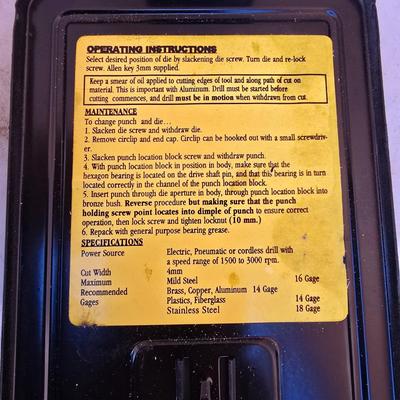 OPERATING INSTRUCTIONS
Select desired position of die by slackening die screw. Turn die and re-lock
screw. Allen key 3mm supplied.
Keep a smear of oil applied to cutting edges of tool and along path of cut on
material. This is important with Aluminum. Drill must be started before
cutting commences, and drill must be in motion when withdrawn from cut.
MAINTENANCE
To change punch and die...
1. Slacken die screw and withdraw die.
2. Remove circlip and end cap. Circlip can be hooked out with a small screwdriv-
er.
3. Slacken punch location block screw and withdraw punch.
4. With punch location block in position in body, make sure that the
hexagon bearing is located on the drive shaft pin, and that this bearing is in turn
located correctly in the channel of the punch location block.
5. Insert punch through die aperture in body, through punch location block into
bronze bush. Reverse procedure but making sure that the punch
holding screw point locates into dimple of punch to ensure correct
operation, then lock screw and tighten locknut (10 mm.)
6. Repack with general purpose bearing grease.
SPECIFICATIONS
Power Source Electric, Pneumatic or cordless drill with
a speed range of 1500 to 3000 rpm.
Cut Width 4mm
Maximum Mild Steel 16 Gage
Recommended Brass, Copper, Aluminum 14 Gage
Gages Plastics, Fiberglass 14 Gage
Stainless Steel 18 Gage